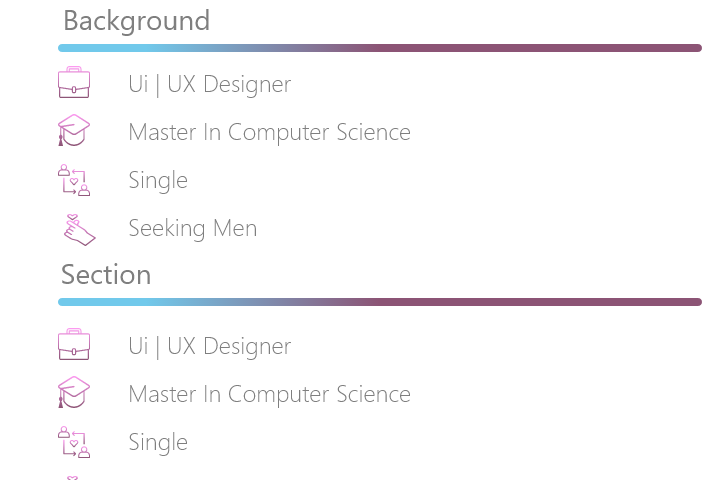 Background
Ui | UX Designer
Master In Computer Science
Single
Seeking Men
Section
Ui | UX Designer
Master In Computer Science
Single